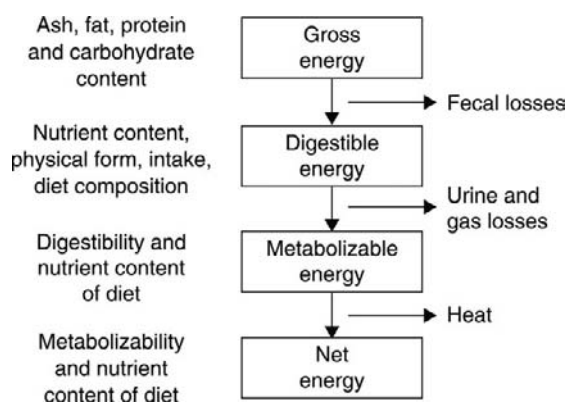 Ash, fat, protein
and carbohydrate
content
Gross
energy
Fecal losses
Nutrient content,
physical form, intake,
diet composition
Digestible
energy
Urine and
gas losses
Digestibility and
nutrient content
of diet
Metabolizable
energy
Heat
Metabolizability
and nutrient
content of diet
Net
energy